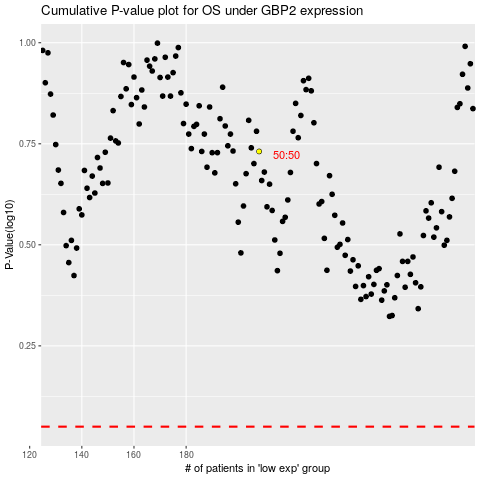 Cumulative P-value plot for OS under GBP2 expression
P-Value(log10)
1.00
0.75
0.50
0.25
50:50
120 140 160 180
# of patients in 'low exp' group